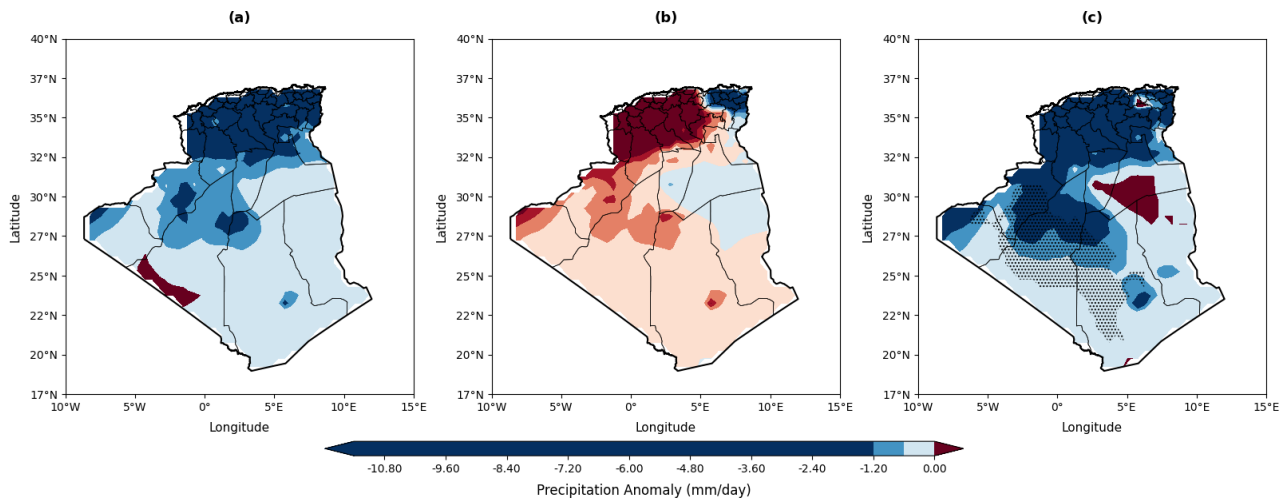 (a) (b) (c)
40°N 40°N 40°N
37°N 37°N 37°N
35°N 35°N 35°N
32°N 32°N 32°N
30°N 30°N 30°N
27°N 27°N 27°N
25°N 25°N 25°N
22°N 22°N 22°N
20°N 20°N 20°N
17°N 17°N 17°N
Latitude Latitude Latitude
10°W 5°W 0° 5°E 10°E 15°E 10°W 5°W 0° 5°E 10°E 15°E 10°W 5°W 0° 5°E 10°E 15°E
Longitude Longitude Longitude
-10.80 -9.60 -8.40 -7.20 -6.00 -4.80 -3.60 -2.40 -1.20 0.00
Precipitation Anomaly (mm/day)